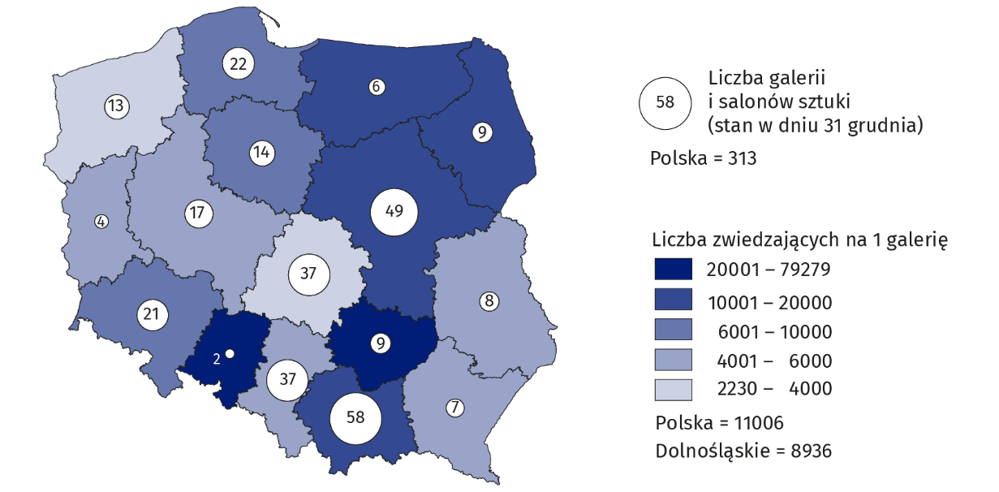 22
6
13
9
14
49
17
4
37
8
21
9
2
37
58
7
58
Liczba galerii
i salonów sztuki
(stan w dniu 31 grudnia)
Polska = 313
Liczba zwiedzających na 1 galerię
20001 – 79279
10001 – 20000
6001 – 10000
4001 – 6000
2230 – 4000
Polska = 11006
Dolnośląskie = 8936